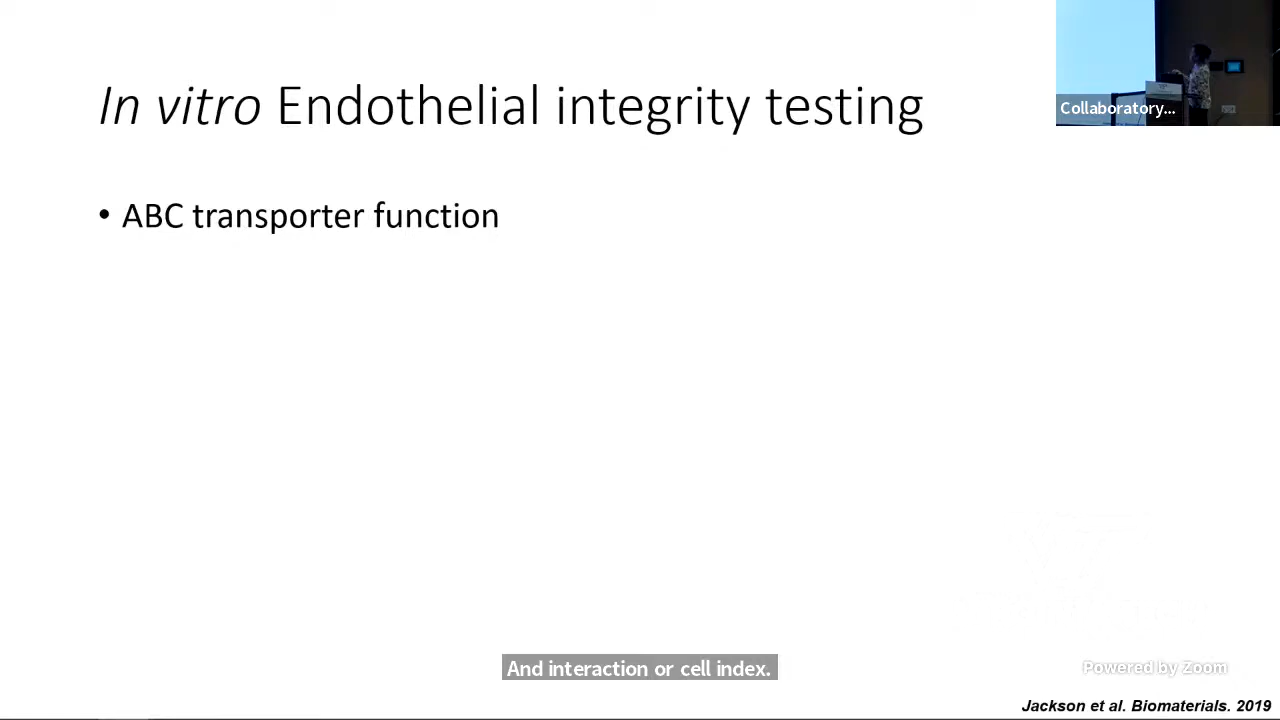 In vitro Endothelial integrity testing
Collaboratory...
• ABC transporter function
And interaction or cell index.
Powered by Zoom
Jackson et al. Biomaterials. 2019